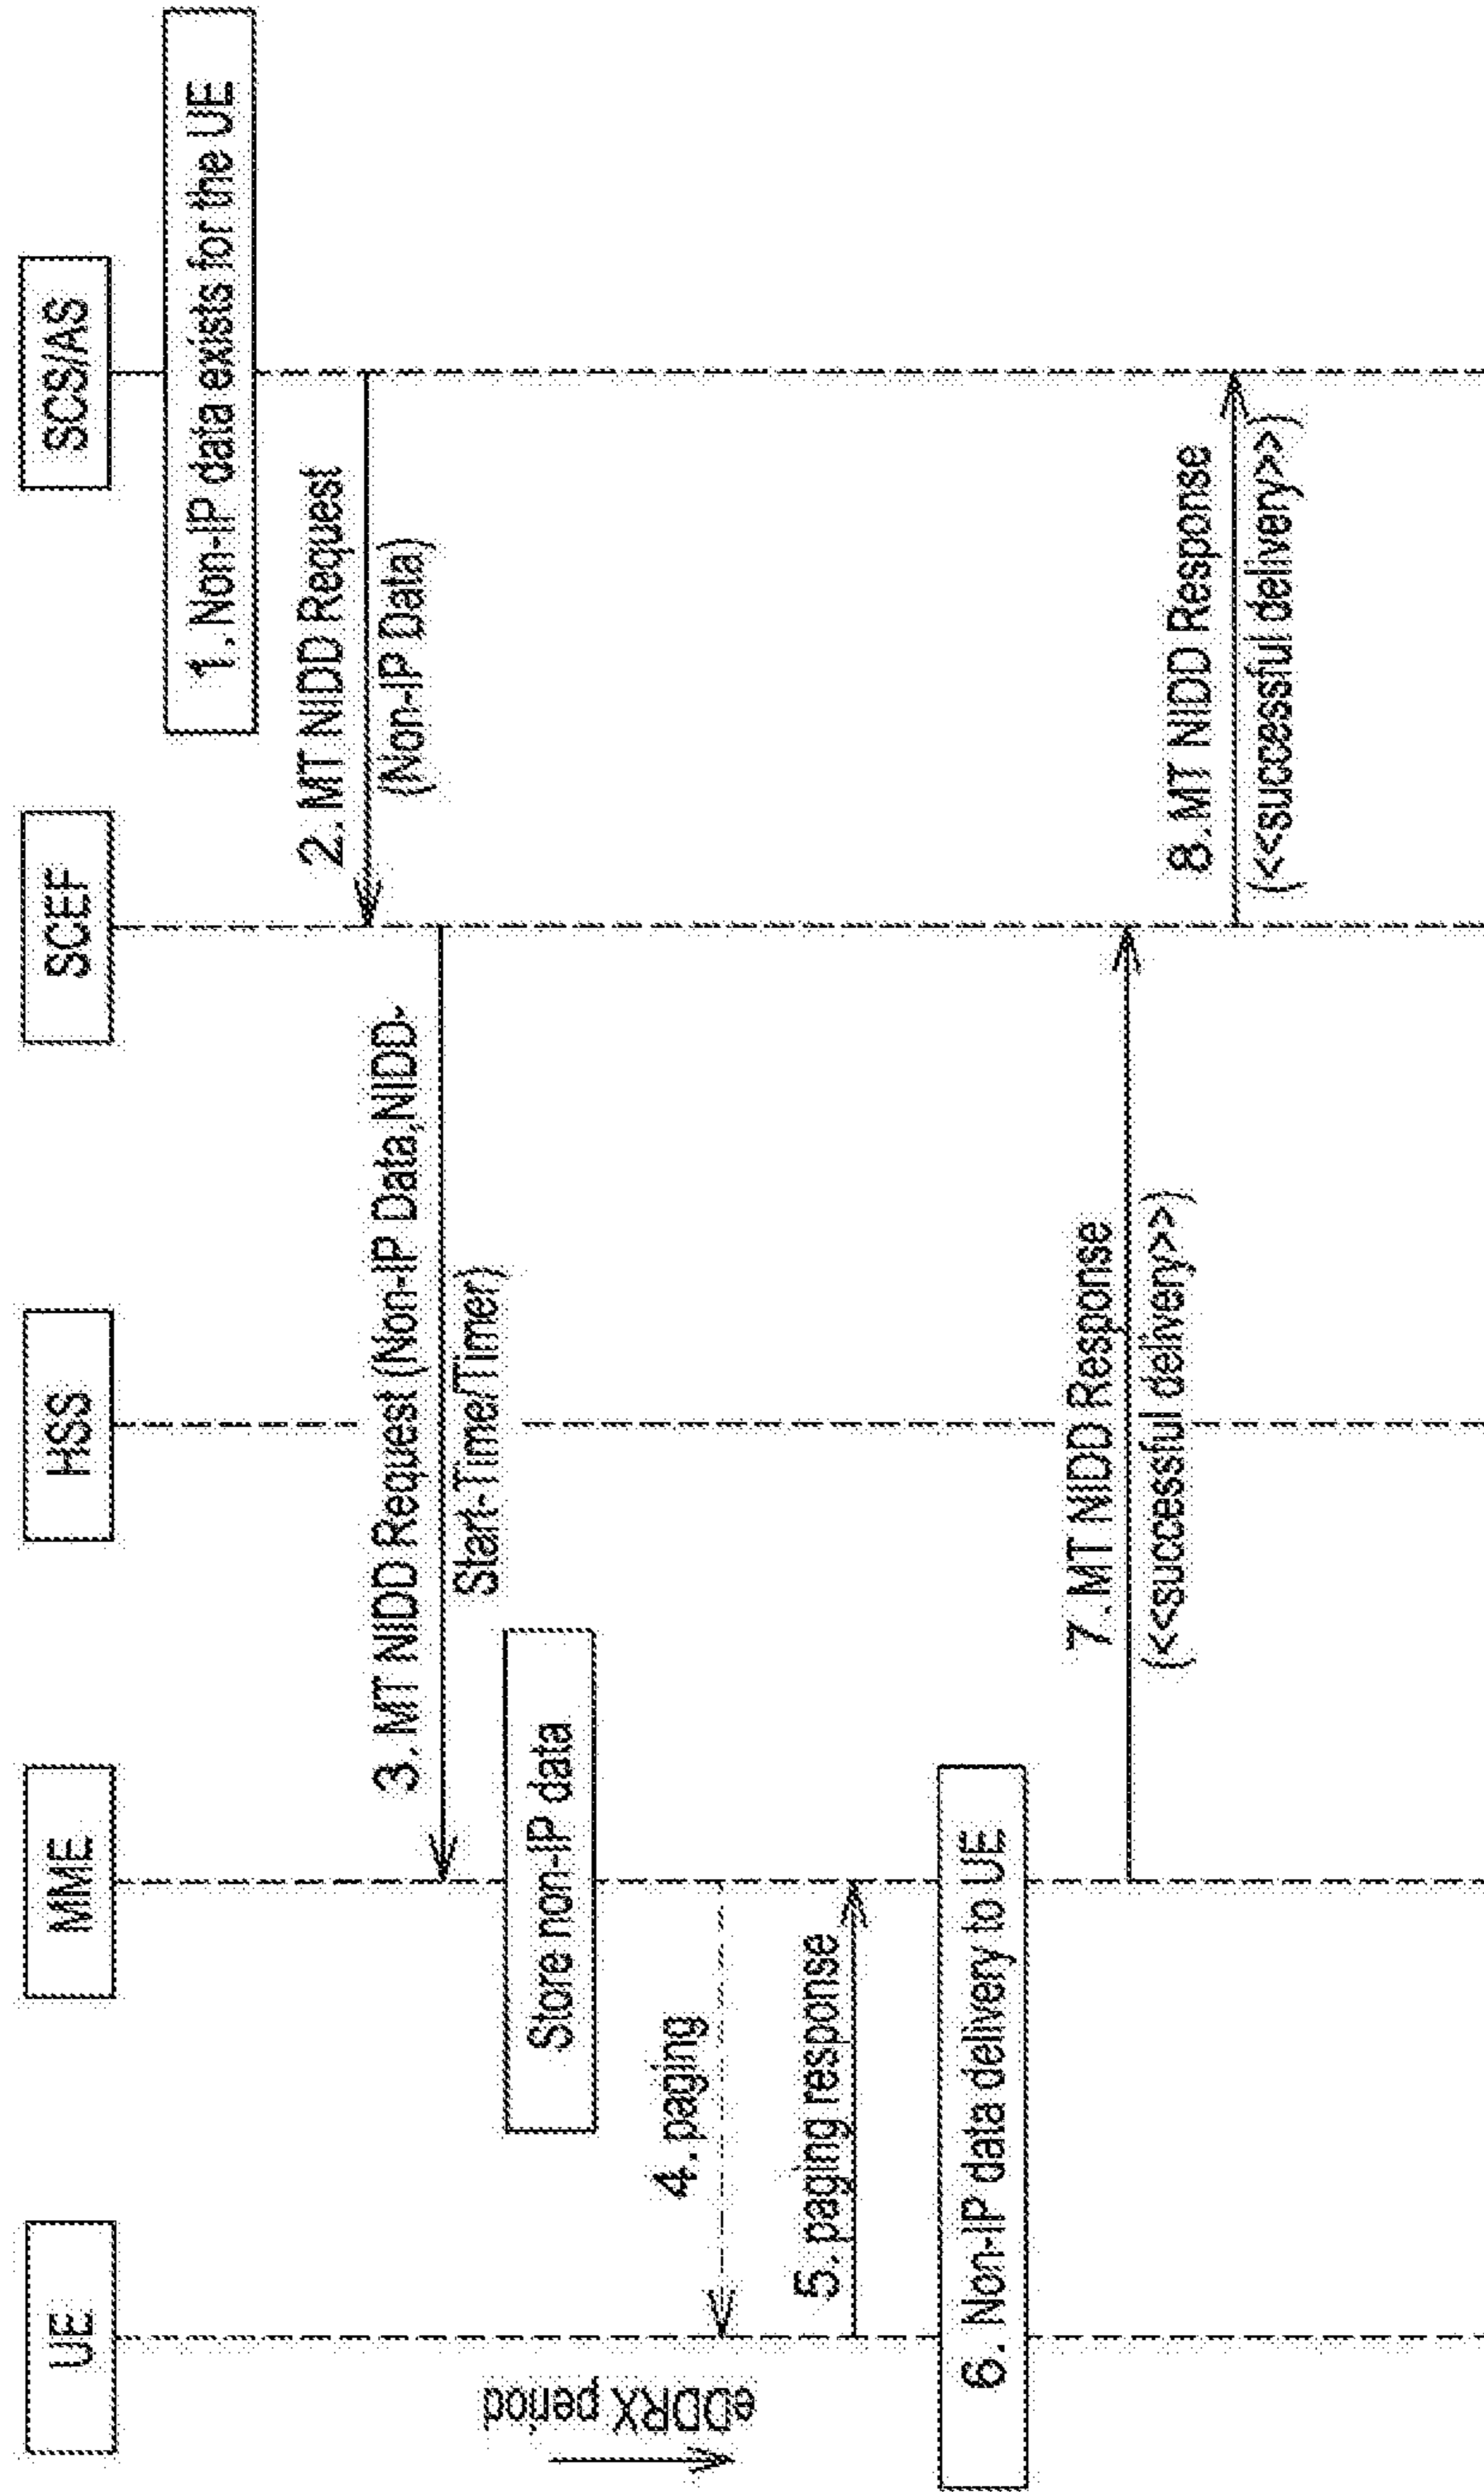 UE
MME
HSS
SCEF
SCS/AS
1. Non-IP data exists for the UE
2. MT NIDD Request
(Non-IP Data)
3. MT NIDD Request (Non-IP Data,NIDD-
Start-Time/Timer)
Store non-IP data
eDDRX period
4. paging
5. paging response
6. Non-IP data delivery to UE
7. MT NIDD Response
(<<successful delivery>>)
8. MT NIDD Response
(<<successful delivery>>)